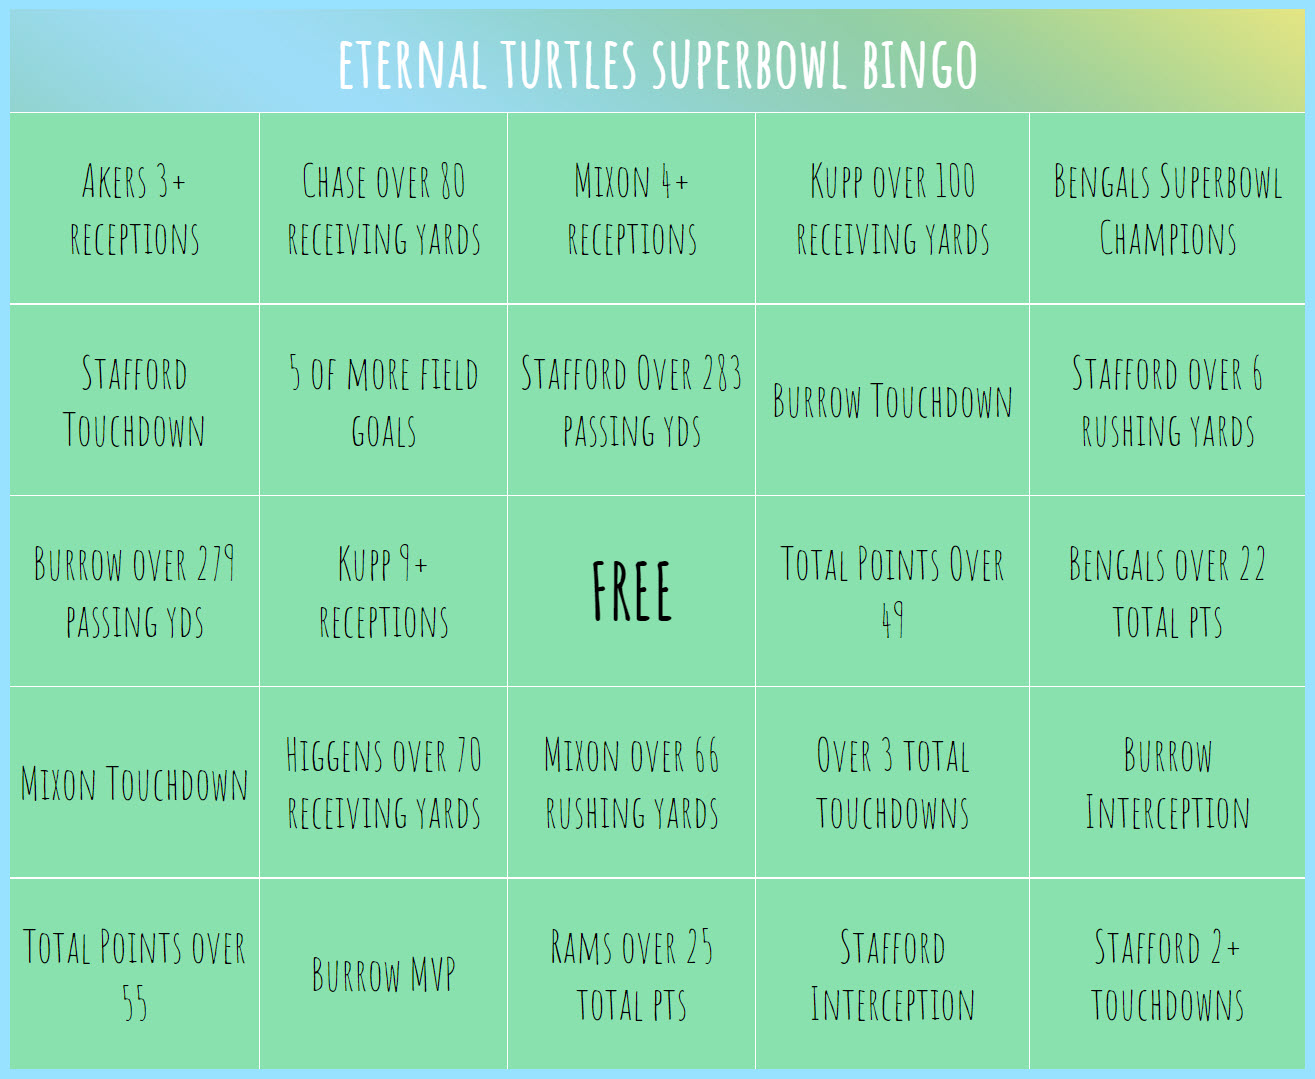 ETERNAL TURTLES SUPERBOWL BINGO
Akers 3+
receptions
Chase over 80
receiving yards
Mixon 4+
receptions
Kupp over 100
receiving yards
Bengals Superbowl
Champions
Stafford
Touchdown
5 of more field
goals
Stafford Over 283
passing yds
Burrow Touchdown
Stafford over 6
rushing yards
Burrow over 279
passing yds
Kupp 9+
receptions
FREE
Total Points Over
49
Bengals over 22
total pts
Mixon Touchdown
Higgens over 70
receiving yards
Mixon over 66
rushing yards
Over 3 total
touchdowns
Burrow
Interception
Total Points over
55
Burrow MVP
Rams over 25
total pts
Stafford
Interception
Stafford 2+
touchdowns